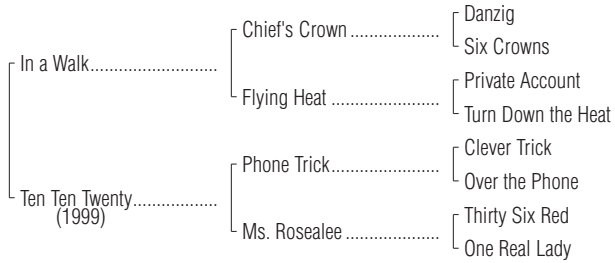 Danzig
Chief's Crown ....................
Six Crowns
In a Walk............................
Private Account
Flying Heat ........................
Turn Down the Heat
Clever Trick
Phone Trick........................
Over the Phone
Ten Ten Twenty..................
(1999)
Thirty Six Red
Ms. Rosealee .....................
One Real Lady